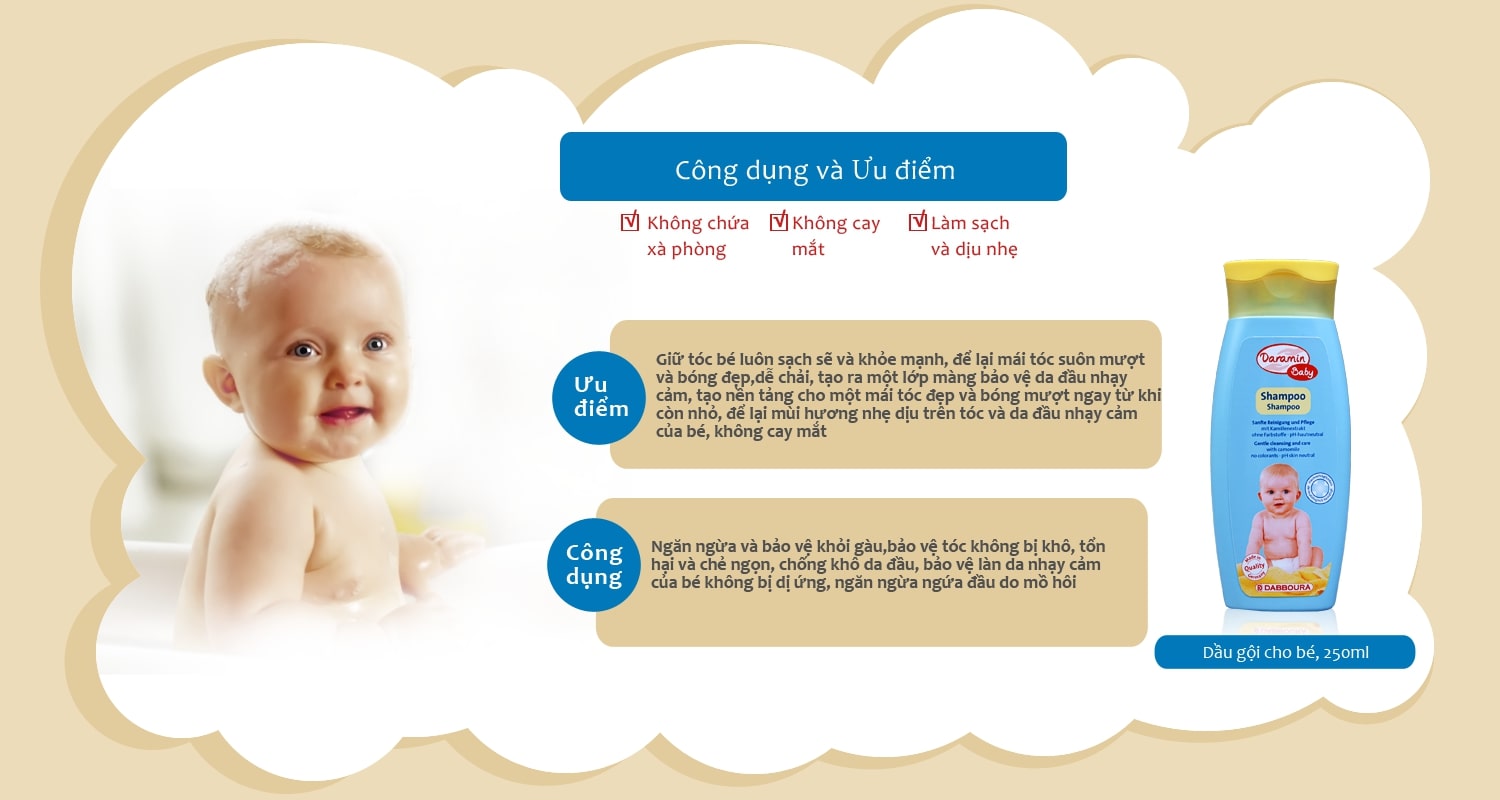 Công dụng và Ưu điểm
Không chứa
xà phòng
Không cay
mắt
Làm sạch
và dịu nhẹ
Ưu
điểm
Giữ tóc bé luôn sạch sẽ và khỏe mạnh, để lại mái tóc suôn mượt
và bóng đẹp,dễ chải, tạo ra một lớp màng bảo vệ da đầu nhạy
cảm, tạo nền tảng cho một mái tóc đẹp và bóng mượt ngay từ khi
còn nhỏ, để lại mùi hương nhẹ dịu trên tóc và da đầu nhạy cảm
của bé, không cay mắt
Công
dụng
Ngăn ngừa và bảo vệ khỏi gàu,bảo vệ tóc không bị khô, tổn
hại và chẻ ngọn, chống khô da đầu, bảo vệ làn da nhạy cảm
của bé không bị dị ứng, ngăn ngừa ngứa đầu do mồ hôi
Daramin
Baby
Shampoo
Shampoo
Sanfte Reinigung und Pflege
mit Kamillenextrakt
ohne Farbstoffe · pH-hautneutral
Gentle cleansing and care
with camomile
no colorants · pH skin neutral
Made in
Quality
Germany
DABBOURA
Dầu gội cho bé, 250ml